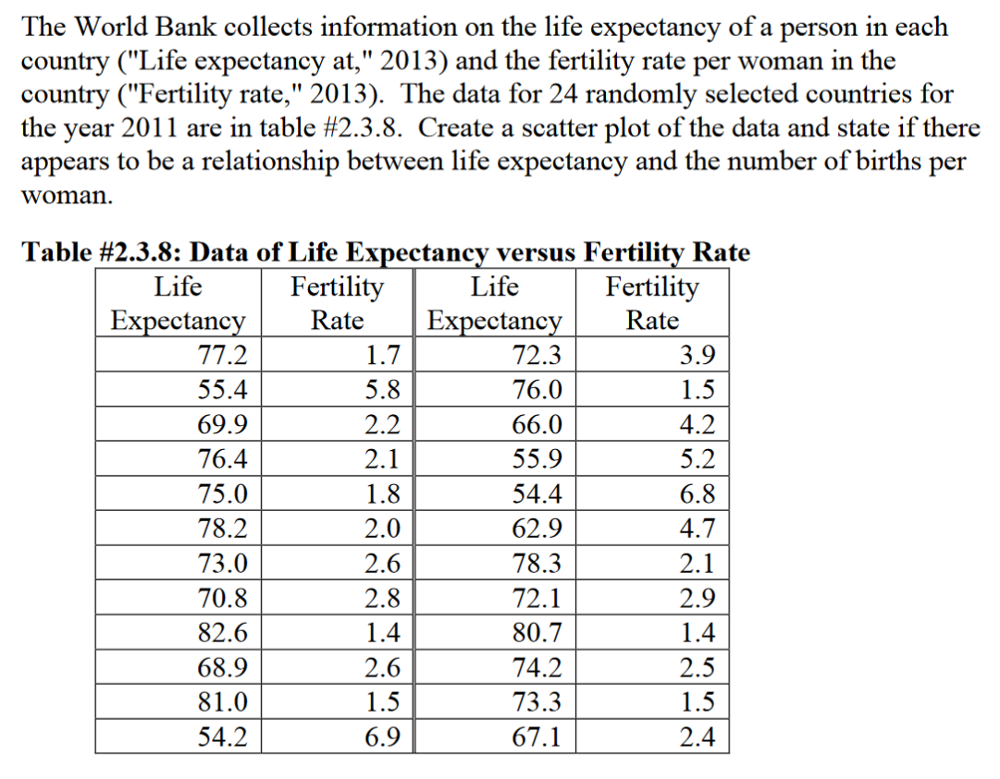 The World Bank collects information on the life expectancy of a person in each
country ("Life expectancy at," 2013) and the fertility rate per woman in the
country ("Fertility rate," 2013).  The data for 24 randomly selected countries for
the year 2011 are in table #2.3.8.  Create a scatter plot of the data and state if there
appears to be a relationship between life expectancy and the number of births per
woman.
Table #2.3.8: Data of Life Expectancy versus Fertility Rate
Life Fertility Life Fertility
Expectancy Rate Expectancy Rate
77.2 1.7 72.3 3.9
55.4 5.8 76.0 1.5
69.9 2.2 66.0 4.2
76.4 2.1 55.9 5.2
75.0 1.8 54.4 6.8
78.2 2.0 62.9 4.7
73.0 2.6 78.3 2.1
70.8 2.8 72.1 2.9
82.6 1.4 80.7 1.4
68.9 2.6 74.2 2.5
81.0 1.5 73.3 1.5
54.2 6.9 67.1 2.4